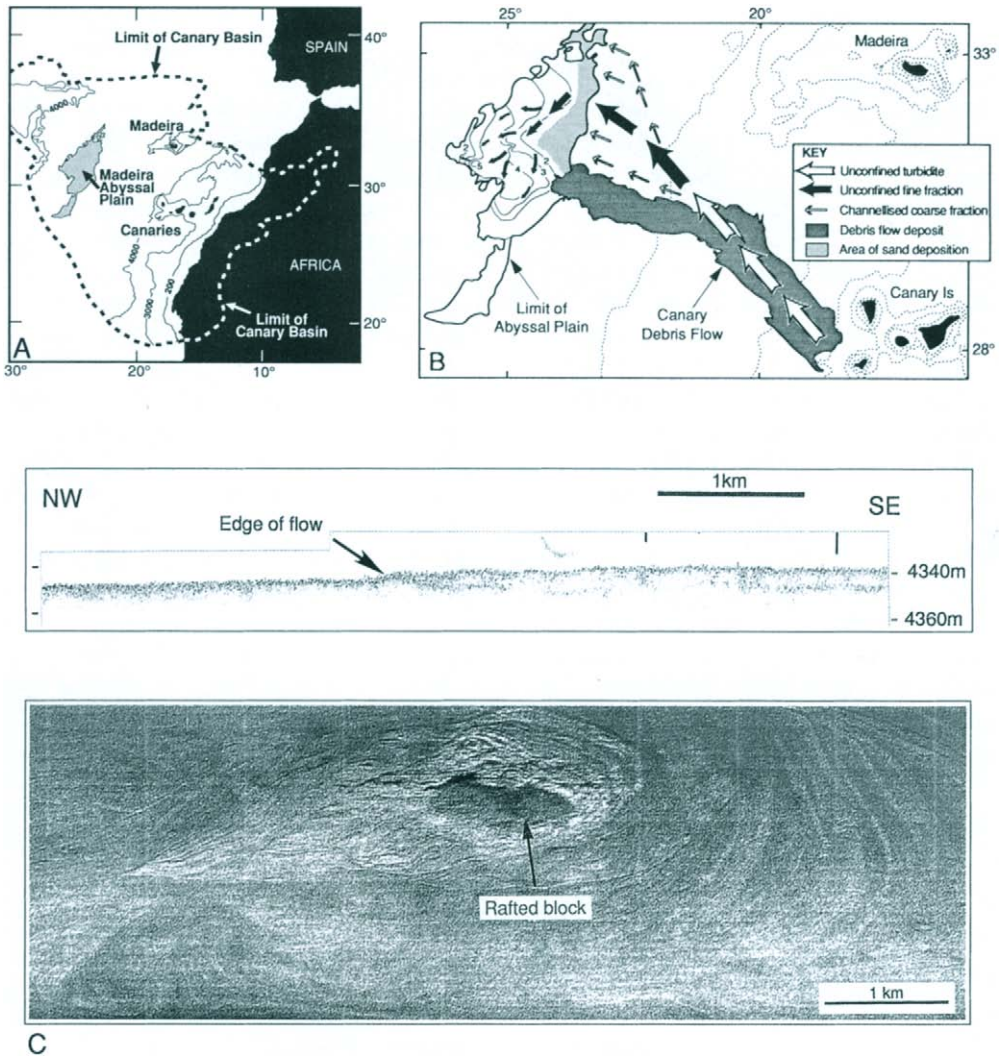 Limit of Canary Basin
SPAIN
40°
4000
Madeira
Madeira
Abyssal
Plain
30°
Canaries
4000
3000
200
AFRICA
Limit of
Canary Basin
20°
A
30°
20°
10°
25°
20°
Madeira
33°
KEY
Unconfined turbidite
Unconfined fine fraction
Channellised coarse fraction
Debris flow deposit
Area of sand deposition
Limit of
Abyssal Plain
Canary
Debris Flow
Canary Is
28°
B
NW
1km
SE
Edge of flow
4340m
4360m
Rafted block
1 km
C